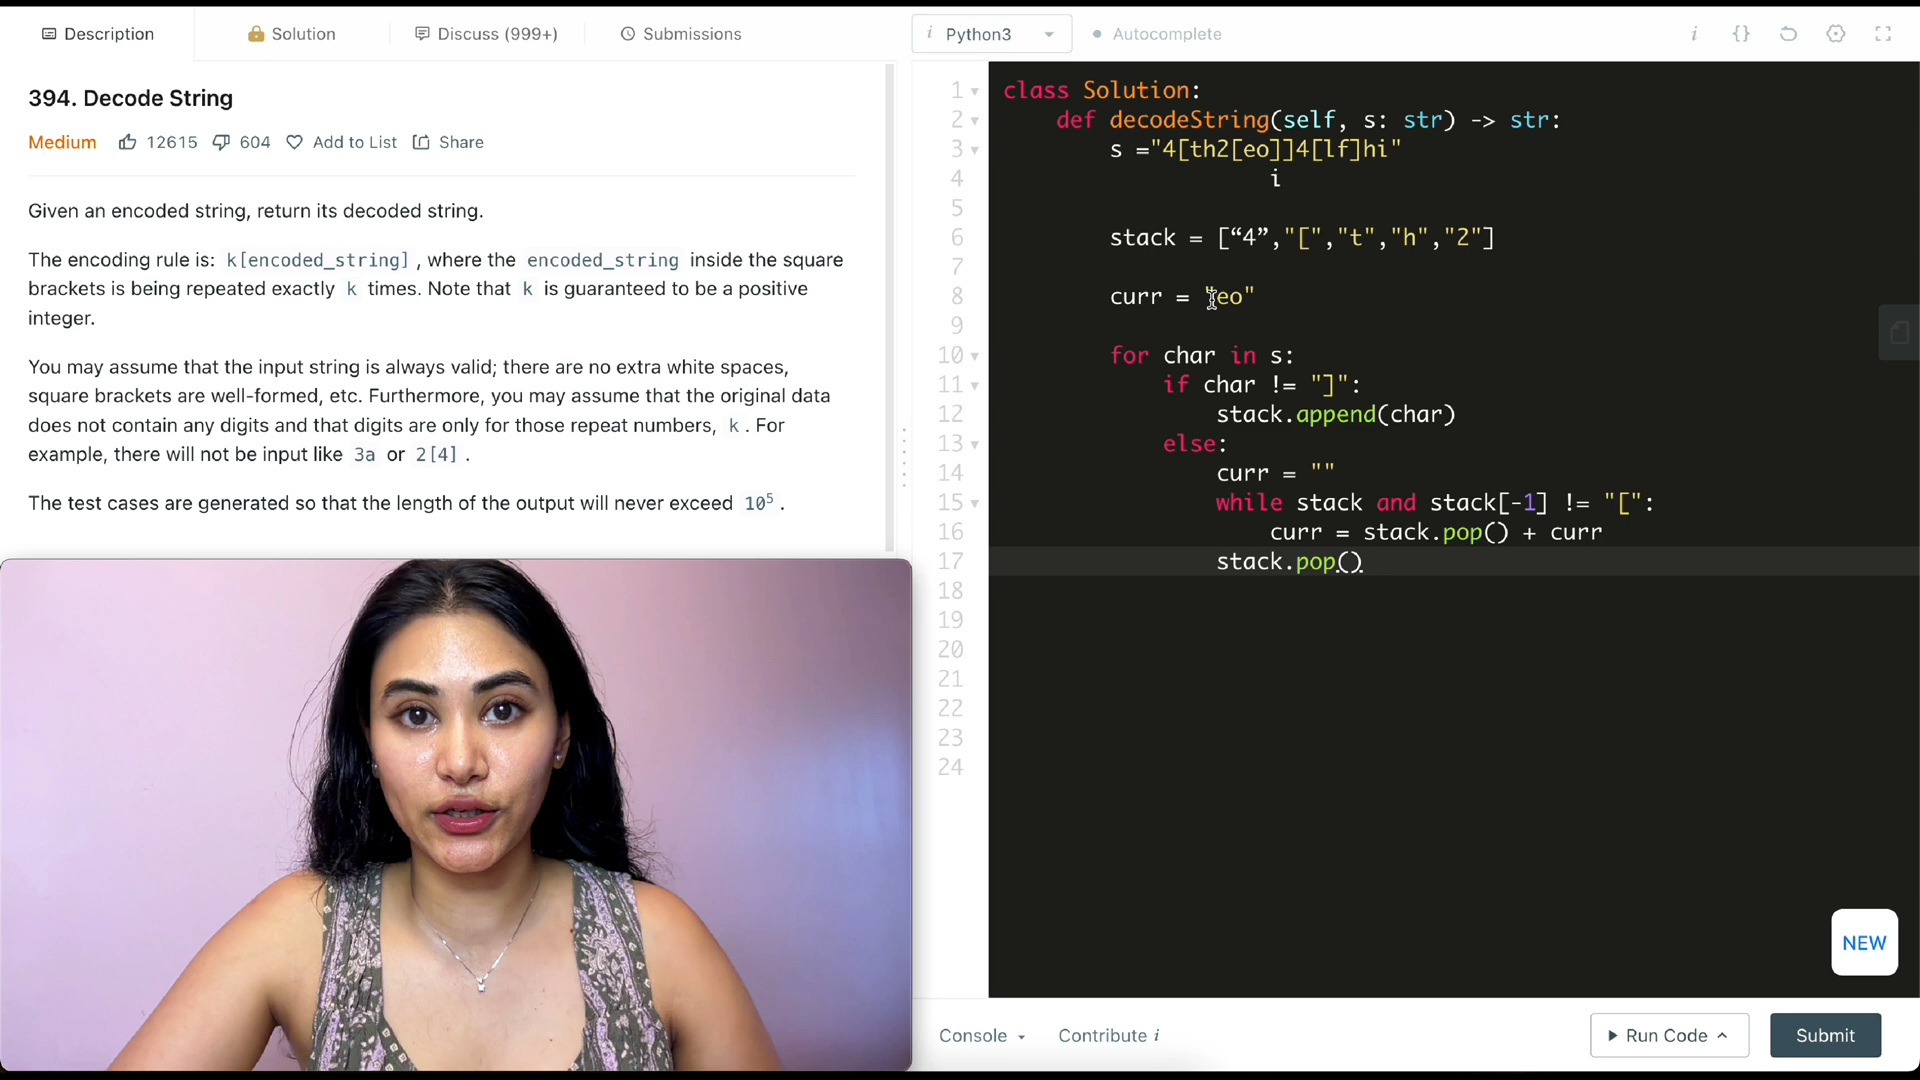 Description
Solution
Discuss (999+)
Submissions
i Python3
Autocomplete
i {}
394. Decode String
Medium 12615 604 Add to List Share
Given an encoded string, return its decoded string.
The encoding rule is: k[encoded_string], where the encoded_string inside the square
brackets is being repeated exactly k times. Note that k is guaranteed to be a positive
integer.
You may assume that the input string is always valid; there are no extra white spaces,
square brackets are well-formed, etc. Furthermore, you may assume that the original data
does not contain any digits and that digits are only for those repeat numbers, k. For
example, there will not be input like 3a or 2[4].
The test cases are generated so that the length of the output will never exceed 10⁵.
1 class Solution:
2 def decodeString(self, s: str) -> str:
3 s ="4[th2[eo]]4[lf]hi"
4 i
5
6 stack = [“4”,"[","t","h","2"]
7
8 curr = "eo"
9
10 for char in s:
11 if char != "]":
12 stack.append(char)
13 else:
14 curr = ""
15 while stack and stack[-1] != "[":
16 curr = stack.pop() + curr
17 stack.pop()
18
19
20
21
22
23
24
NEW
Console
Contribute i
Run Code
Submit